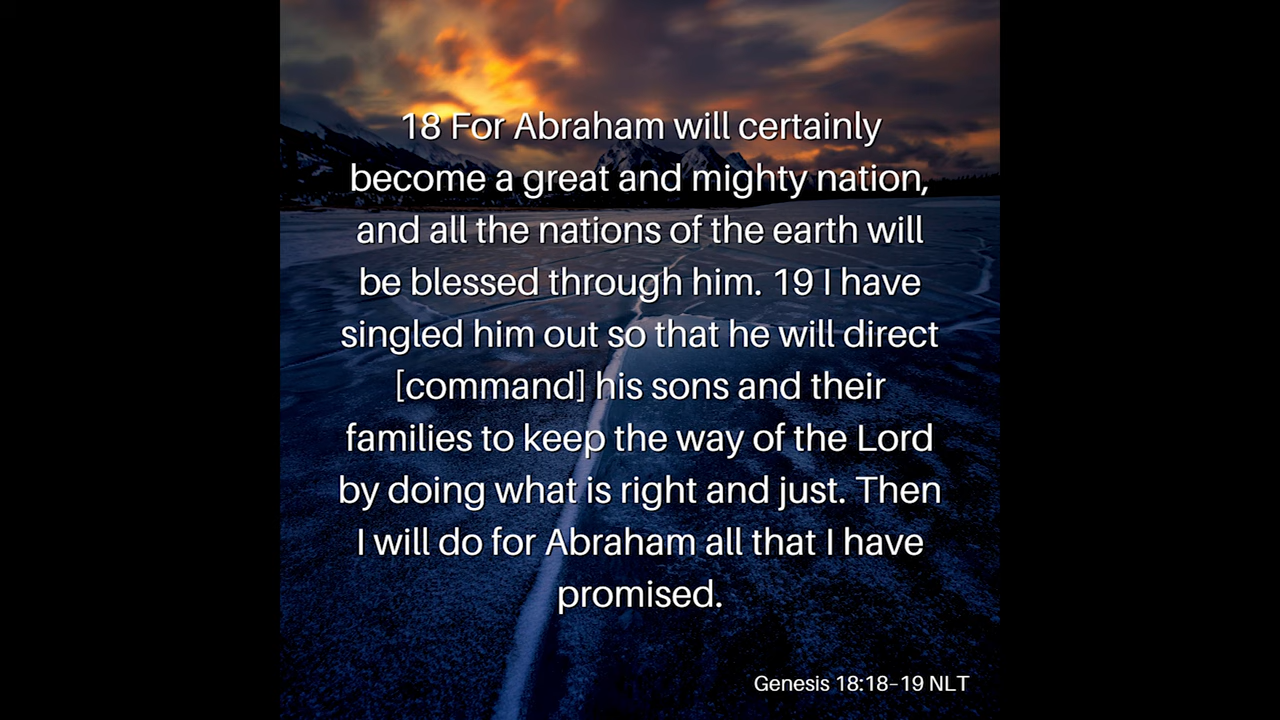 18 For Abraham will certainly
become a great and mighty nation,
and all the nations of the earth will
be blessed through him. 19 I have
singled him out so that he will direct
[command] his sons and their
families to keep the way of the Lord
by doing what is right and just. Then
I will do for Abraham all that I have
promised.
Genesis 18:18–19 NLT